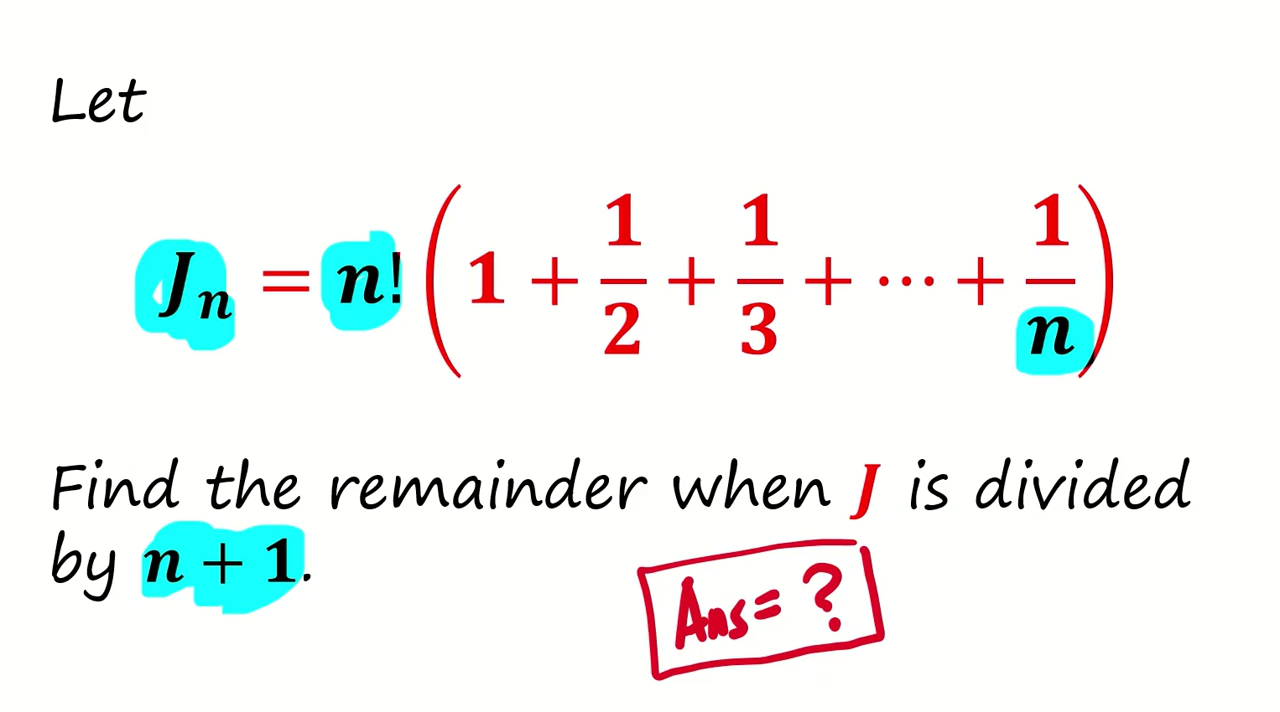 Let
J_n = n! (1 + 1/2 + 1/3 + ⋯ + 1/n)
Find the remainder when J is divided
by n + 1.
Ans = ?